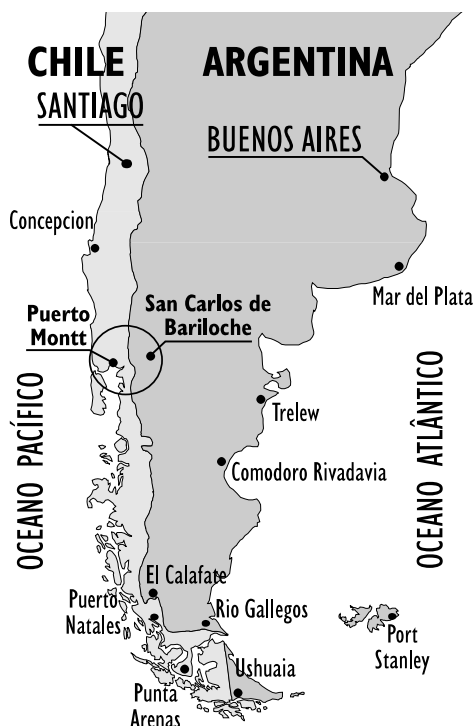 CHILE
ARGENTINA
SANTIAGO
BUENOS AIRES
Concepcion
Mar del Plata
Puerto
Montt
San Carlos de
Bariloche
OCEANO PACÍFICO
OCEANO ATLÂNTICO
Trelew
Comodoro Rivadavia
El Calafate
Puerto
Natales
Rio Gallegos
Port
Stanley
Ushuaia
Punta
Arenas